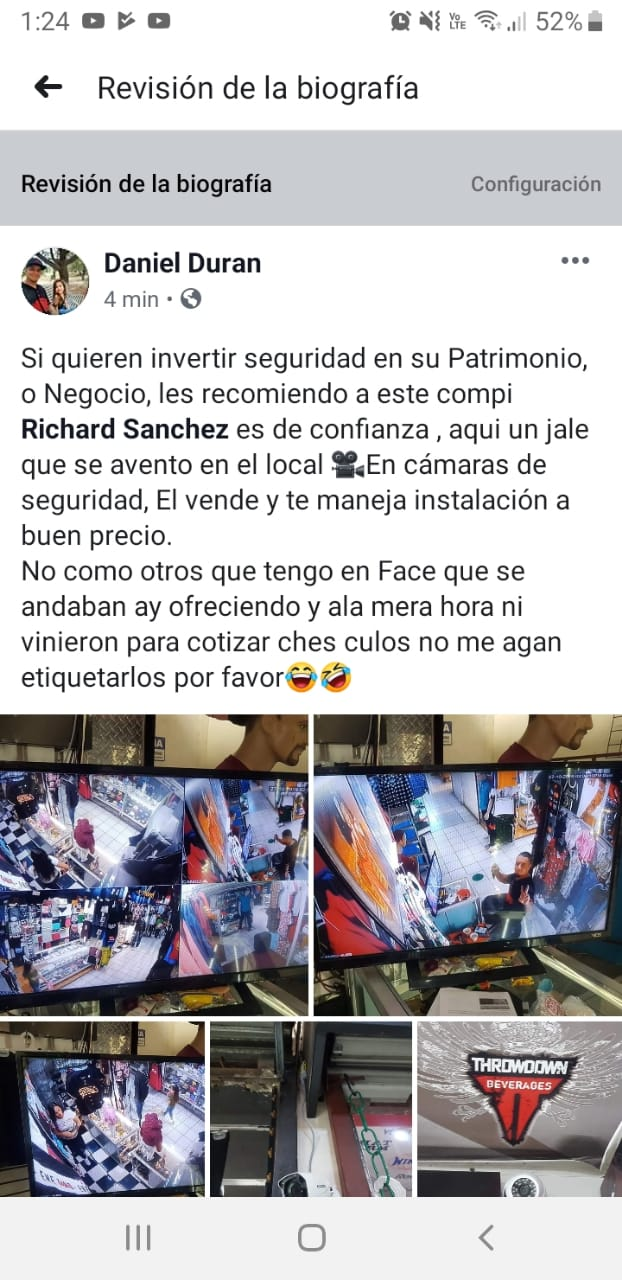 1:24
Vo
LTE
52%
Revisión de la biografía
Revisión de la biografía
Configuración
Daniel Duran
4 min •
Si quieren invertir seguridad en su Patrimonio,
o Negocio, les recomiendo a este compi
Richard Sanchez es de confianza , aqui un jale
que se avento en el local 🎥En cámaras de
seguridad, El vende y te maneja instalación a
buen precio.
No como otros que tengo en Face que se
andaban ay ofreciendo y ala mera hora ni
vinieron para cotizar ches culos no me agan
etiquetarlos por favor😂🤣
THROWDOWN
BEVERAGES